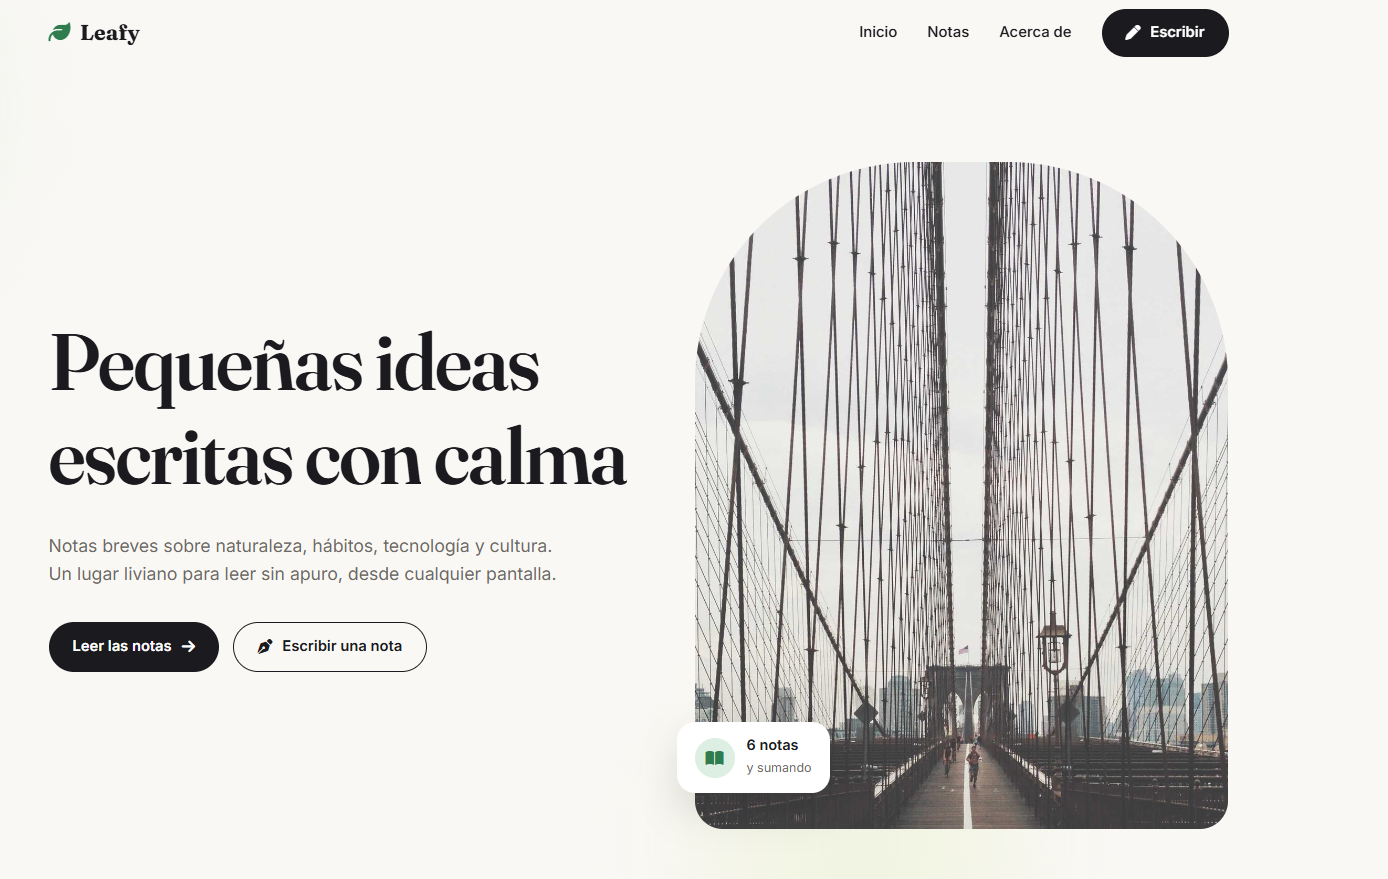 Leafy
Inicio
Notas
Acerca de
Escribir
Pequeñas ideas
escritas con calma
Notas breves sobre naturaleza, hábitos, tecnología y cultura.
Un lugar liviano para leer sin apuro, desde cualquier pantalla.
Leer las notas
Escribir una nota
6 notas
y sumando